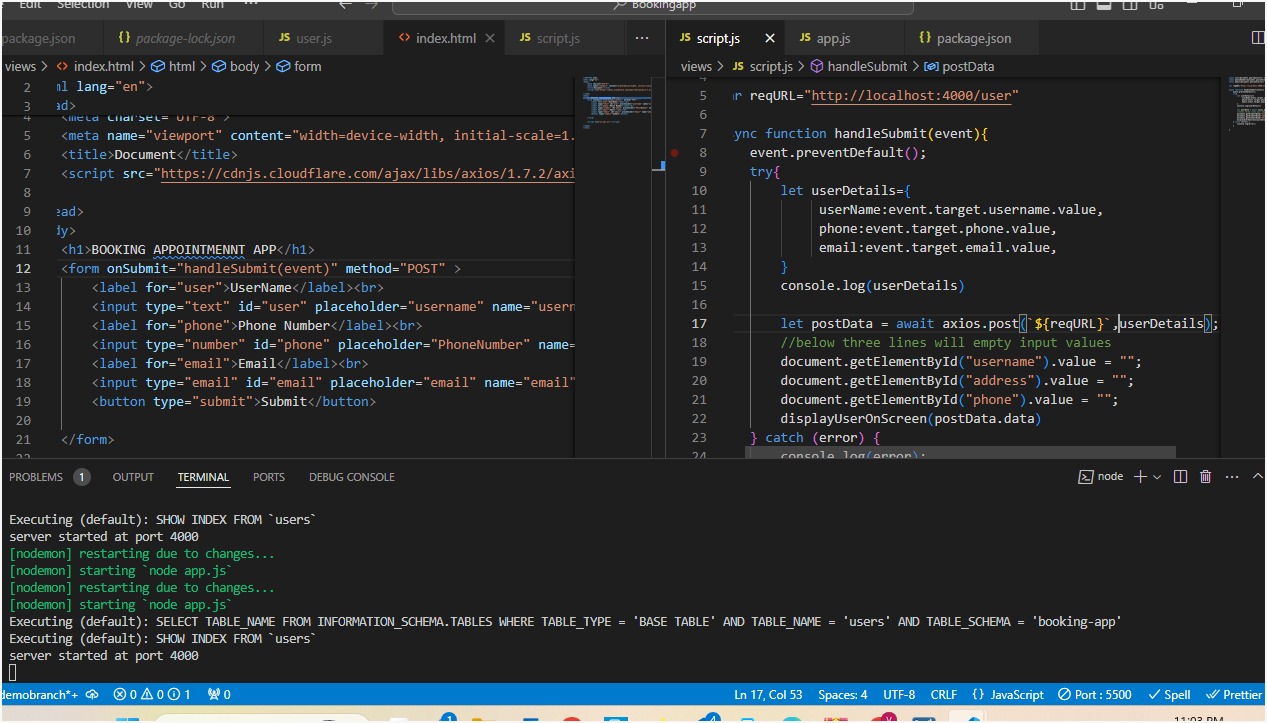 Edit Selection View Go Run ··· Bookingapp
package.json {} package-lock.json JS user.js <> index.html × JS script.js ··· JS script.js × JS app.js {} package.json
views > <> index.html > html > body > form
2 ml lang="en">
3 ad>
<meta charset="UTF-8">
5 <meta name="viewport" content="width=device-width, initial-scale=1.
6 <title>Document</title>
7 <script src="https://cdnjs.cloudflare.com/ajax/libs/axios/1.7.2/axi
8
9 ead>
10 dy>
11 <h1>BOOKING APPOINTMENNT APP</h1>
12 <form onSubmit="handleSubmit(event)" method="POST" >
13 <label for="user">UserName</label><br>
14 <input type="text" id="user" placeholder="username" name="usern
15 <label for="phone">Phone Number</label><br>
16 <input type="number" id="phone" placeholder="PhoneNumber" name=
17 <label for="email">Email</label><br>
18 <input type="email" id="email" placeholder="email" name="email"
19 <button type="submit">Submit</button>
20
21 </form>
22
views > JS script.js > handleSubmit > postData
4
5 ar reqURL="http://localhost:4000/user"
6
7 ync function handleSubmit(event){
8 event.preventDefault();
9 try{
10 let userDetails={
11 userName:event.target.username.value,
12 phone:event.target.phone.value,
13 email:event.target.email.value,
14 }
15 console.log(userDetails)
16
17 let postData = await axios.post(`${reqURL}`,userDetails);
18 //below three lines will empty input values
19 document.getElementById("username").value = "";
20 document.getElementById("address").value = "";
21 document.getElementById("phone").value = "";
22 displayUserOnScreen(postData.data)
23 } catch (error) {
24 console.log(error);
PROBLEMS 1 OUTPUT TERMINAL PORTS DEBUG CONSOLE node
Executing (default): SHOW INDEX FROM `users`
server started at port 4000
[nodemon] restarting due to changes...
[nodemon] starting `node app.js`
[nodemon] restarting due to changes...
[nodemon] starting `node app.js`
Executing (default): SELECT TABLE_NAME FROM INFORMATION_SCHEMA.TABLES WHERE TABLE_TYPE = 'BASE TABLE' AND TABLE_NAME = 'users' AND TABLE_SCHEMA = 'booking-app'
Executing (default): SHOW INDEX FROM `users`
server started at port 4000
demobranch*+ 0 0 1 0 Ln 17, Col 53 Spaces: 4 UTF-8 CRLF {} JavaScript Port : 5500 Spell Prettier
11:03 PM